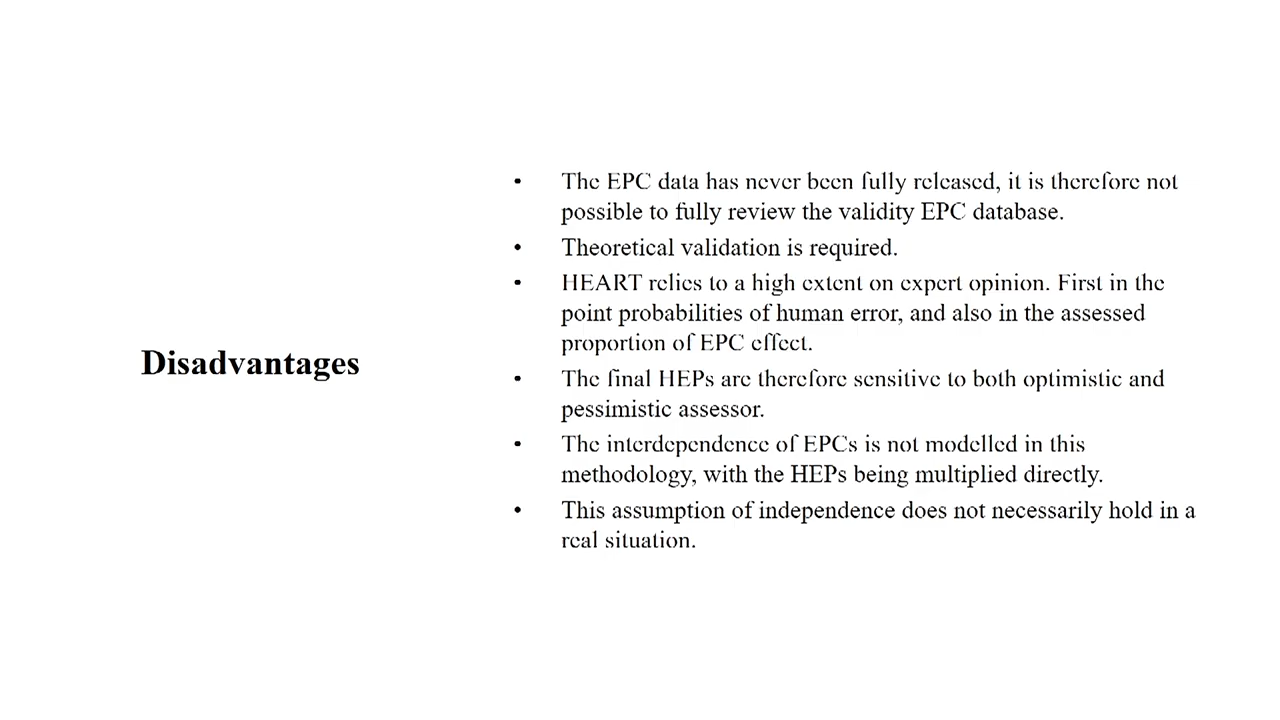 Disadvantages
• The EPC data has never been fully released, it is therefore not
possible to fully review the validity EPC database.
• Theoretical validation is required.
• HEART relies to a high extent on expert opinion. First in the
point probabilities of human error, and also in the assessed
proportion of EPC effect.
• The final HEPs are therefore sensitive to both optimistic and
pessimistic assessor.
• The interdependence of EPCs is not modelled in this
methodology, with the HEPs being multiplied directly.
• This assumption of independence does not necessarily hold in a
real situation.